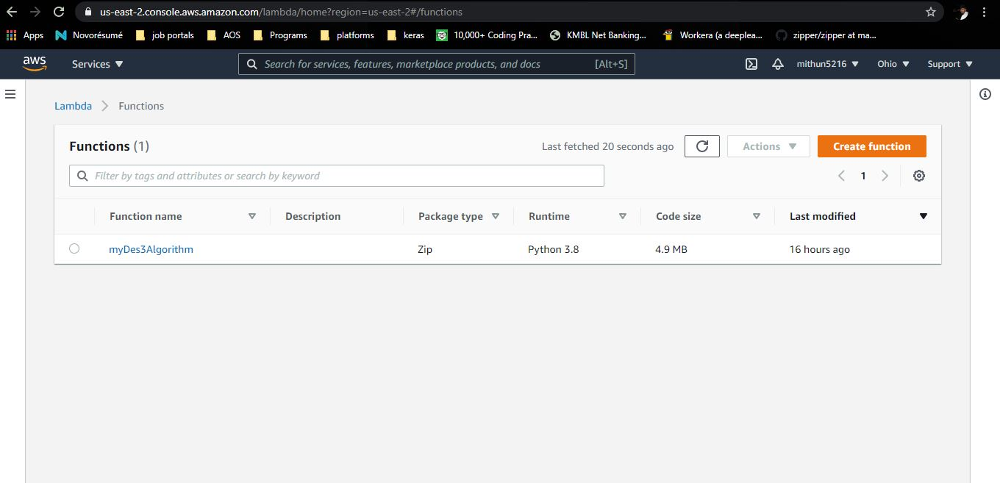 us-east-2.console.aws.amazon.com/lambda/home?region=us-east-2#/functions
Apps Novorésumé job portals AOS Programs platforms keras 10,000+ Coding Pra... KMBL Net Banking... Workera (a deeplea... zipper/zipper at ma...
aws Services Search for services, features, marketplace products, and docs [Alt+S] mithun5216 Ohio Support
Lambda Functions
Functions (1) Last fetched 20 seconds ago Actions Create function
Filter by tags and attributes or search by keyword 1
Function name Description Package type Runtime Code size Last modified
myDes3Algorithm Zip Python 3.8 4.9 MB 16 hours ago